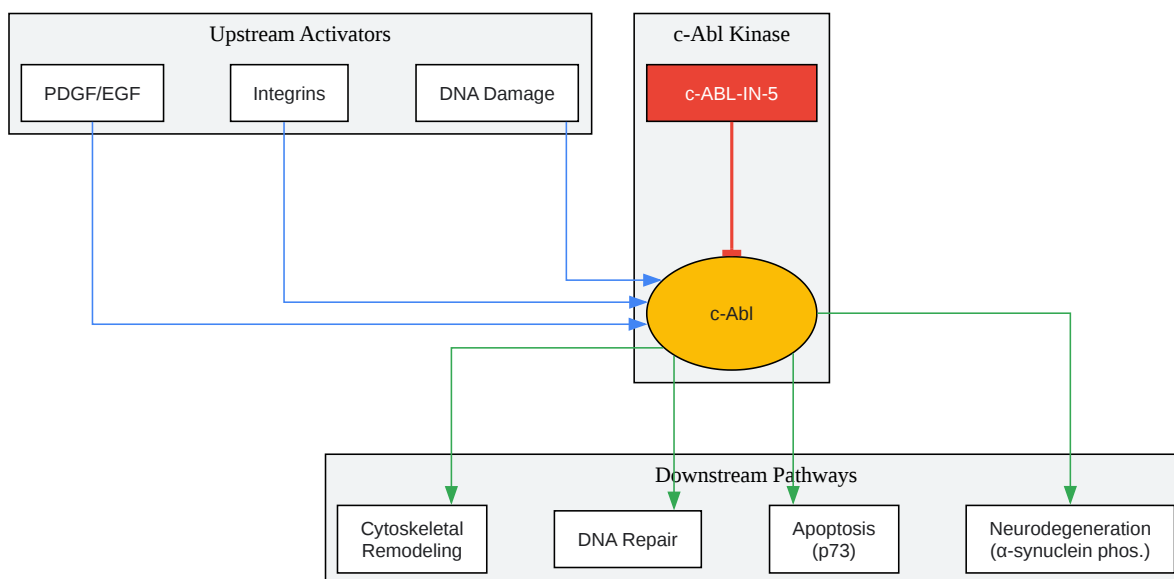 Upstream Activators
c-Abl Kinase
PDGF/EGF
Integrins
DNA Damage
c-ABL-IN-5
c-Abl
Downstream Pathways
Cytoskeletal
Remodeling
DNA Repair
Apoptosis
(p73)
Neurodegeneration
(α-synuclein phos.)